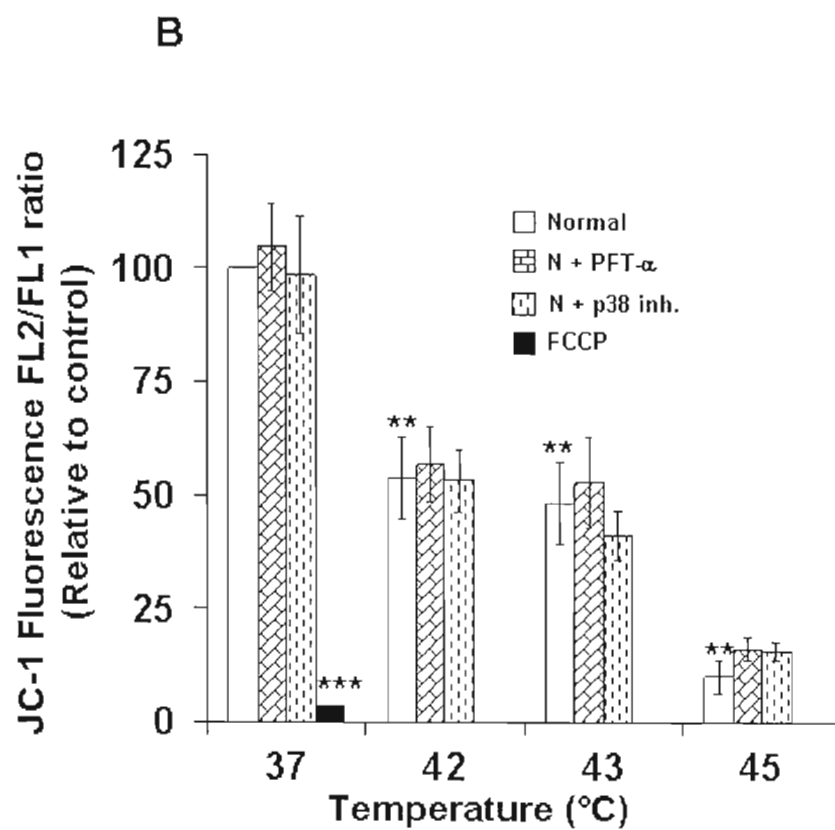 B
JC-1 Fluorescence FL2/FL1 ratio
(Relative to control)
125
100
75
50
25
0
Normal
N + PFT-α
N + p38 inh.
FCCP
**
**
**
***
37 42 43 45
Temperature (°C)